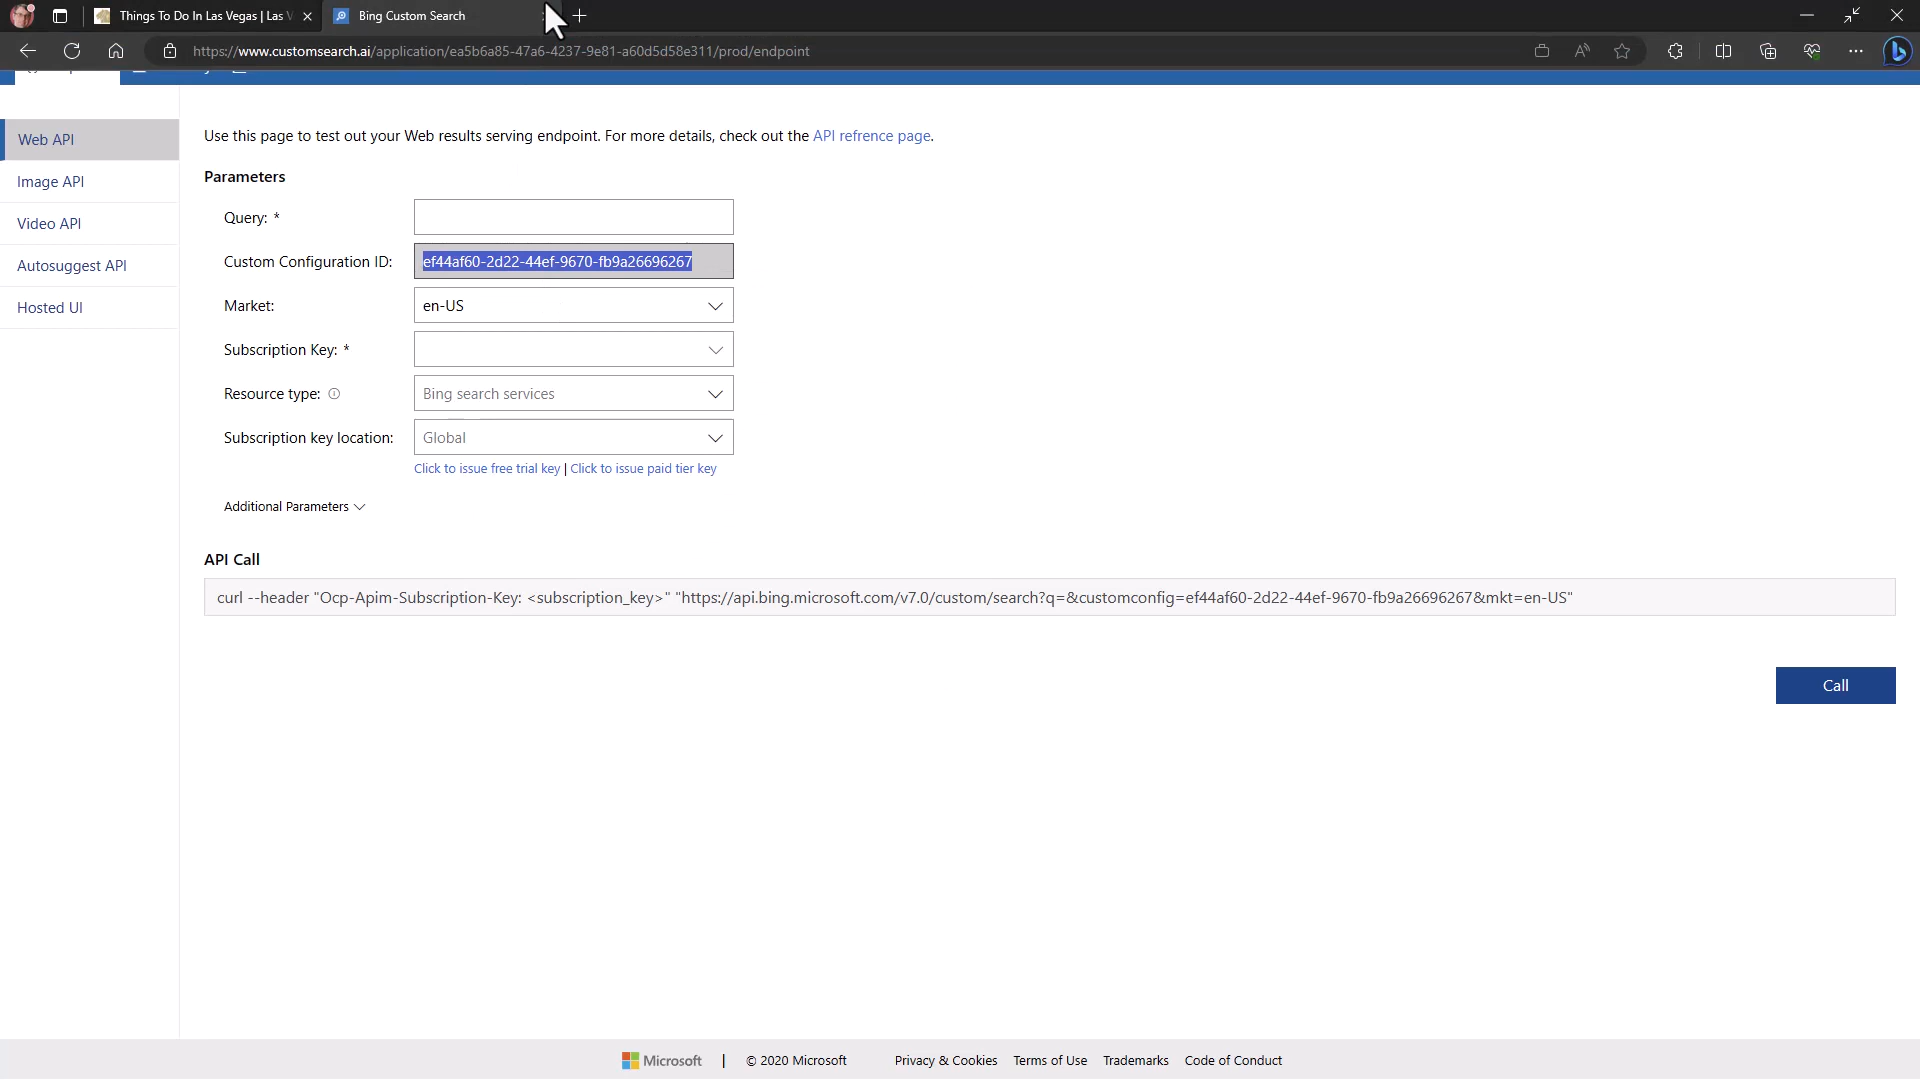 Things To Do In Las Vegas | Las V
Bing Custom Search
https://www.customsearch.ai/application/ea5b6a85-47a6-4237-9e81-a60d5d58e311/prod/endpoint
Web API
Image API
Video API
Autosuggest API
Hosted UI
Use this page to test out your Web results serving endpoint. For more details, check out the API refrence page.
Parameters
Query: *
Custom Configuration ID: ef44af60-2d22-44ef-9670-fb9a26696267
Market: en-US
Subscription Key: *
Resource type: Bing search services
Subscription key location: Global
Click to issue free trial key | Click to issue paid tier key
Additional Parameters
API Call
curl --header "Ocp-Apim-Subscription-Key: <subscription_key>" "https://api.bing.microsoft.com/v7.0/custom/search?q=&customconfig=ef44af60-2d22-44ef-9670-fb9a26696267&mkt=en-US"
Call
Microsoft | © 2020 Microsoft Privacy & Cookies Terms of Use Trademarks Code of Conduct